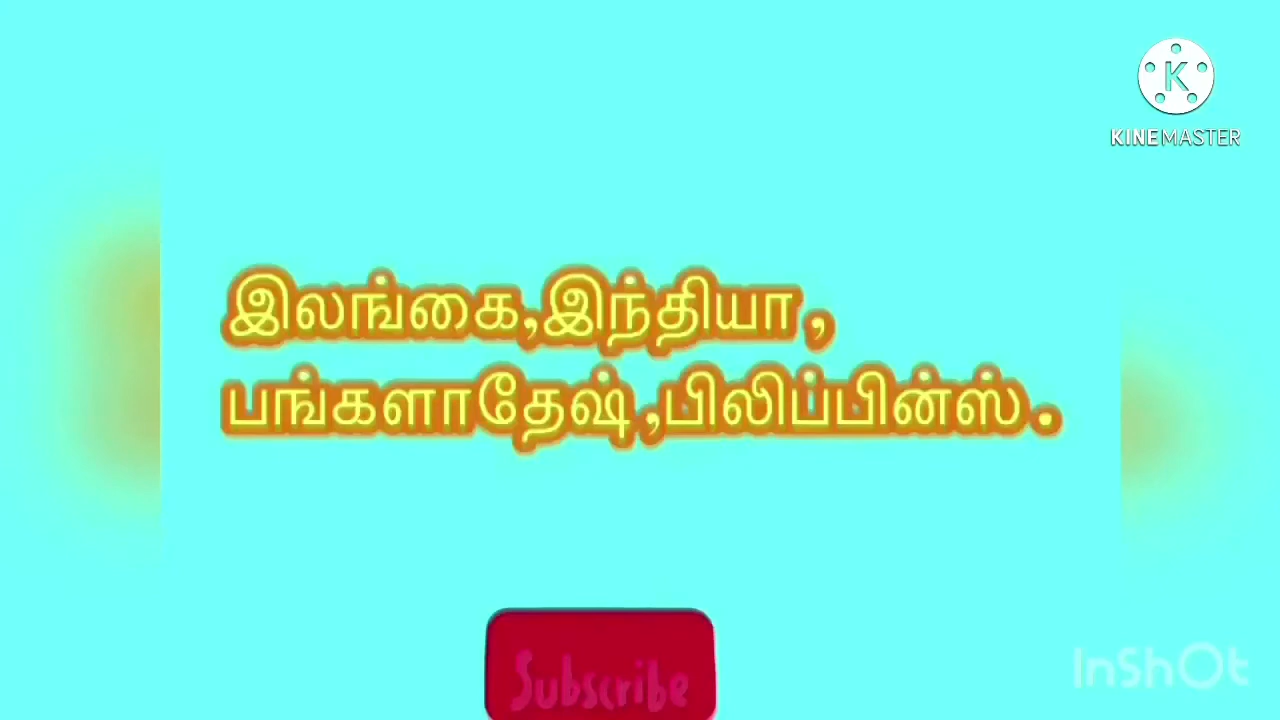 KINEMASTER
இலங்கை,இந்தியா,
பங்களாதேஷ்,பிலிப்பின்ஸ்.
Subscribe
InShOt